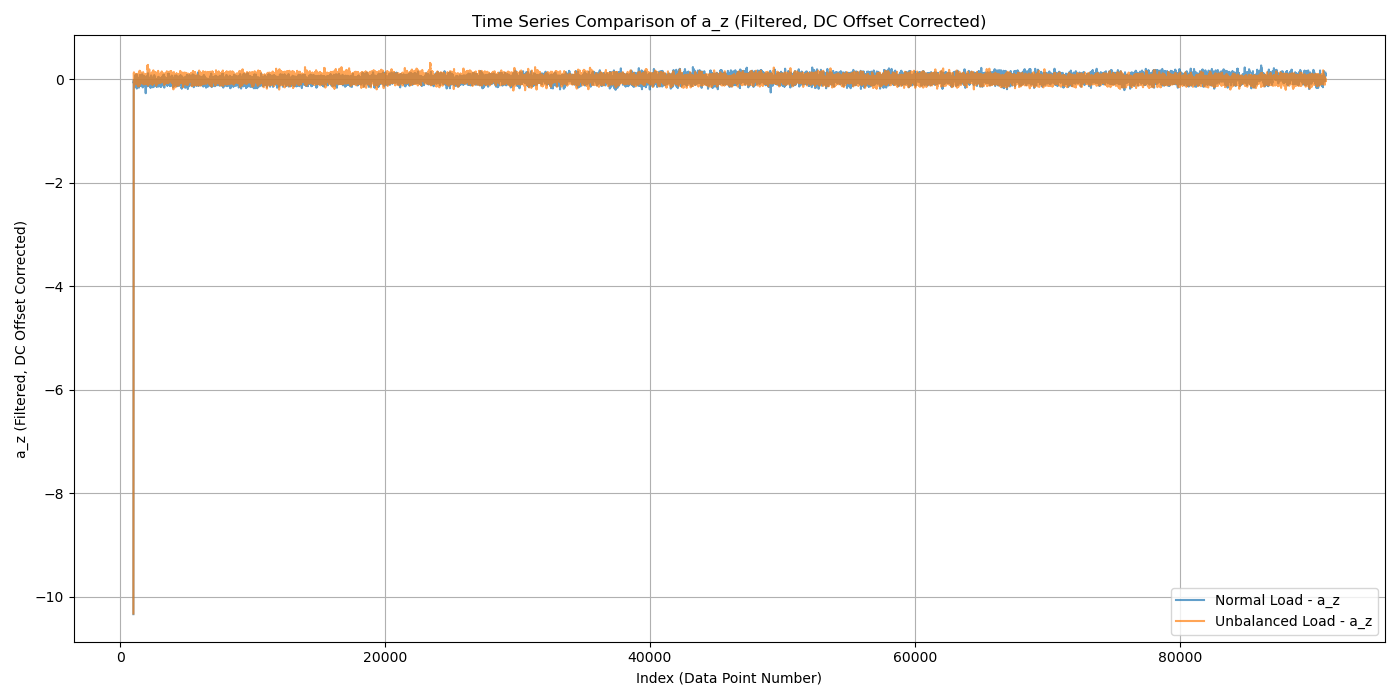 Time Series Comparison of a_z (Filtered, DC Offset Corrected)
a_z (Filtered, DC Offset Corrected)
0
−2
−4
−6
−8
−10
Normal Load - a_z
Unbalanced Load - a_z
0 20000 40000 60000 80000
Index (Data Point Number)